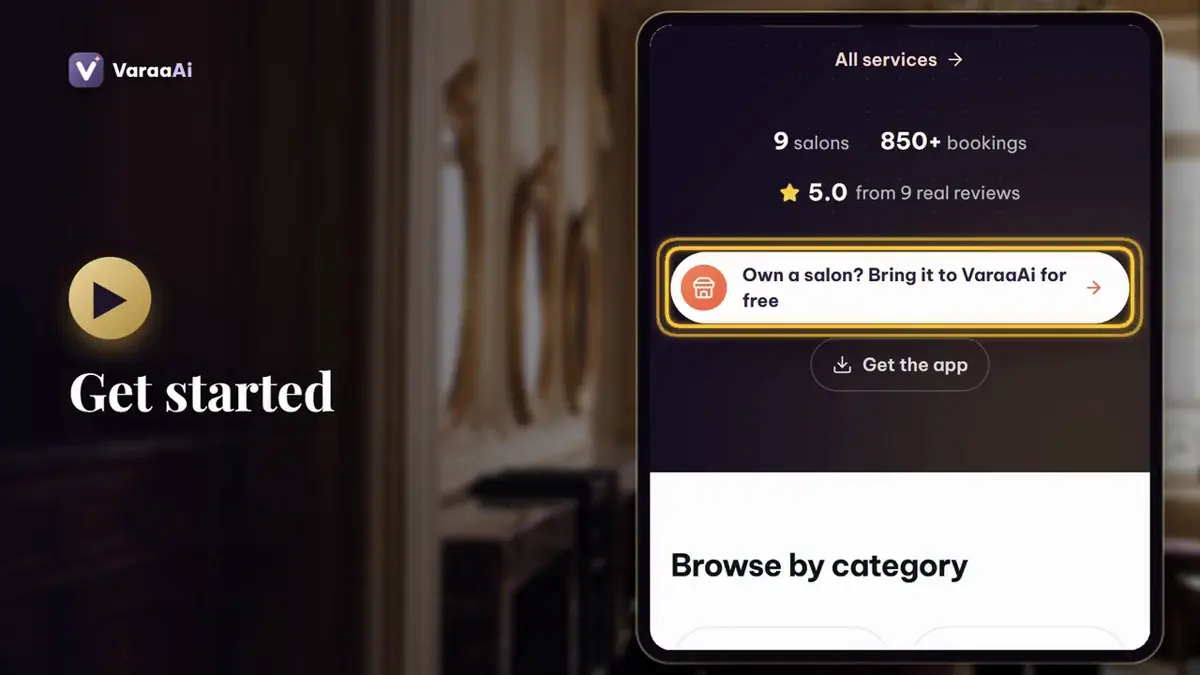 VaraaAi
Get started
All services →
9 salons 850+ bookings
5.0 from 9 real reviews
Own a salon? Bring it to VaraaAi for
free
Get the app
Browse by category